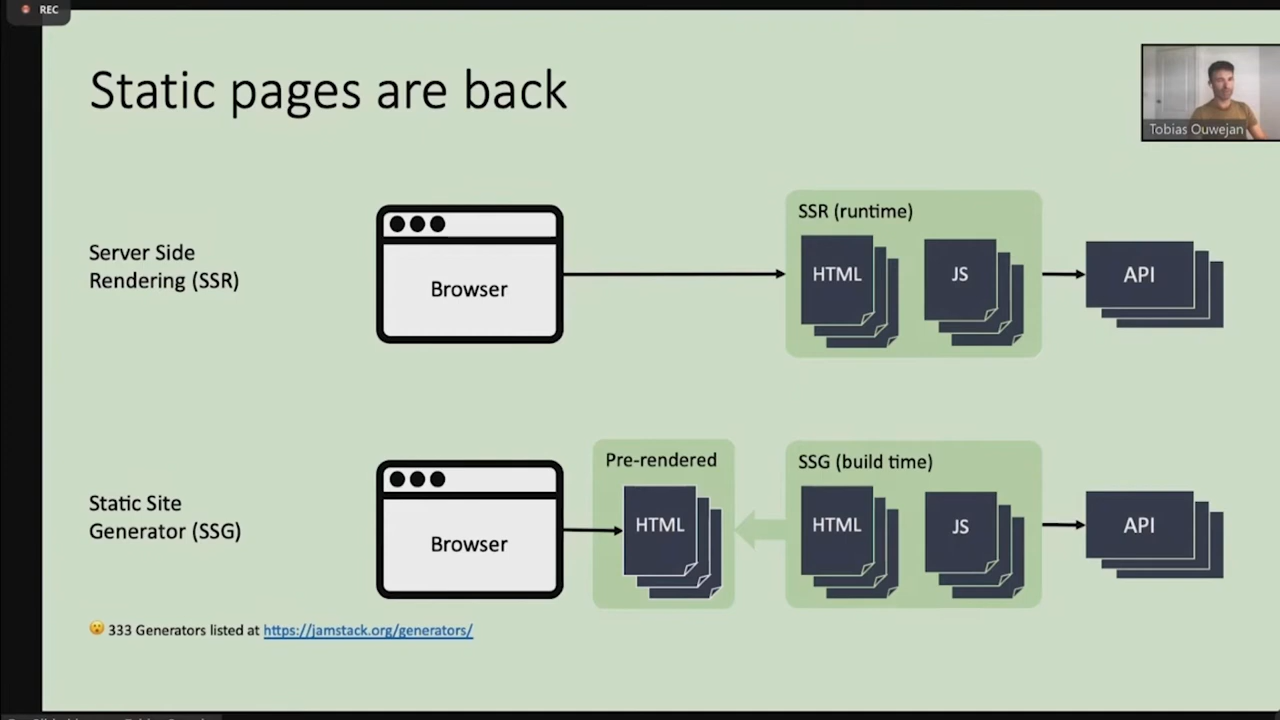 REC
Static pages are back
Tobias Ouwejan
Server Side
Rendering (SSR)
Browser
SSR (runtime)
HTML
JS
API
Static Site
Generator (SSG)
Browser
Pre-rendered
HTML
SSG (build time)
HTML
JS
API
333 Generators listed at https://jamstack.org/generators/